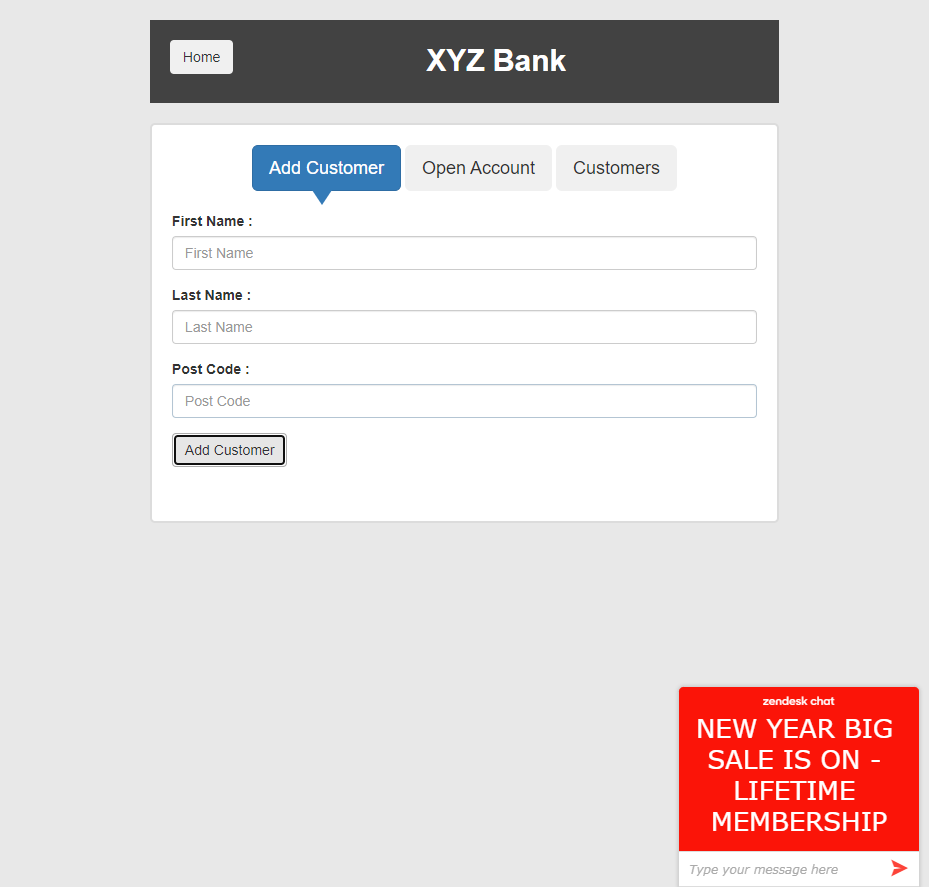 Home
XYZ Bank
Add Customer
Open Account
Customers
First Name :
First Name
Last Name :
Last Name
Post Code :
Post Code
Add Customer
zendesk chat
NEW YEAR BIG
SALE IS ON -
LIFETIME
MEMBERSHIP
Type your message here